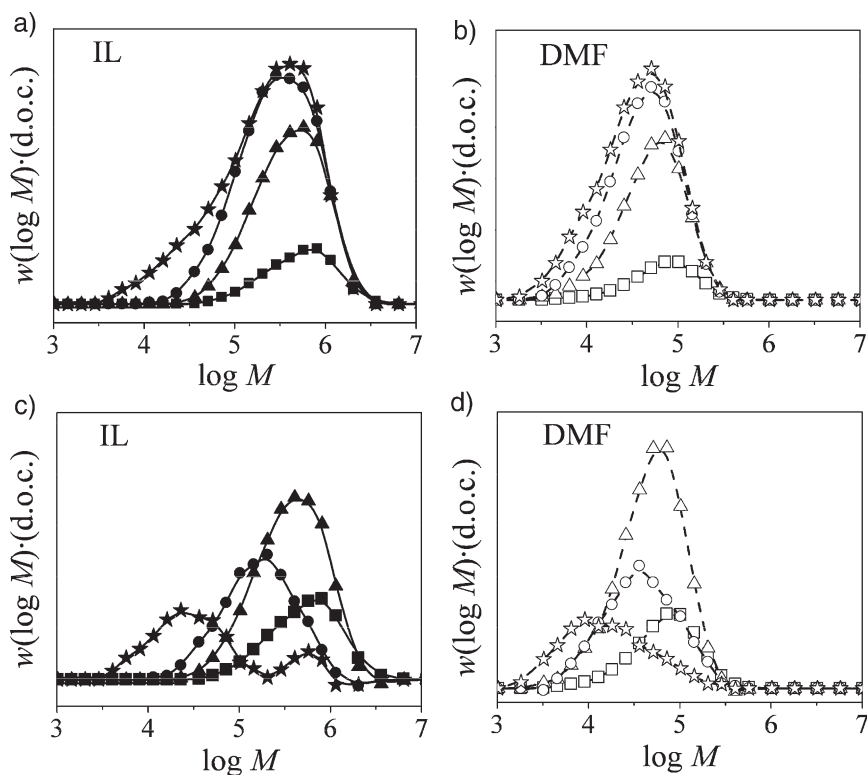 a)
IL
w(log M)·(d.o.c.)
3 4 5 6 7
log M
b)
DMF
w(log M)·(d.o.c.)
3 4 5 6 7
log M
c)
IL
w(log M)·(d.o.c.)
3 4 5 6 7
log M
d)
DMF
w(log M)·(d.o.c.)
3 4 5 6 7
log M